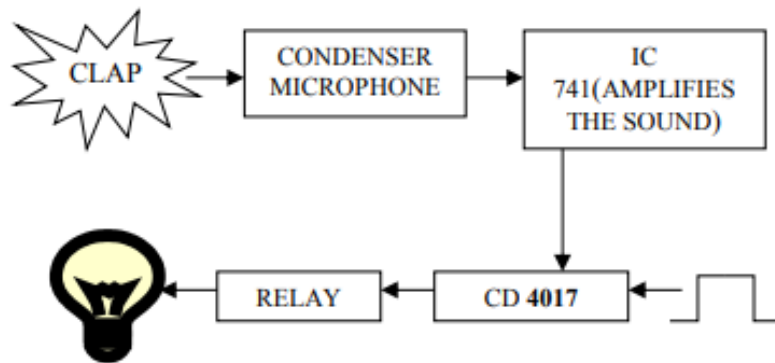 CLAP
CONDENSER
MICROPHONE
IC
741(AMPLIFIES
THE SOUND)
RELAY
CD 4017